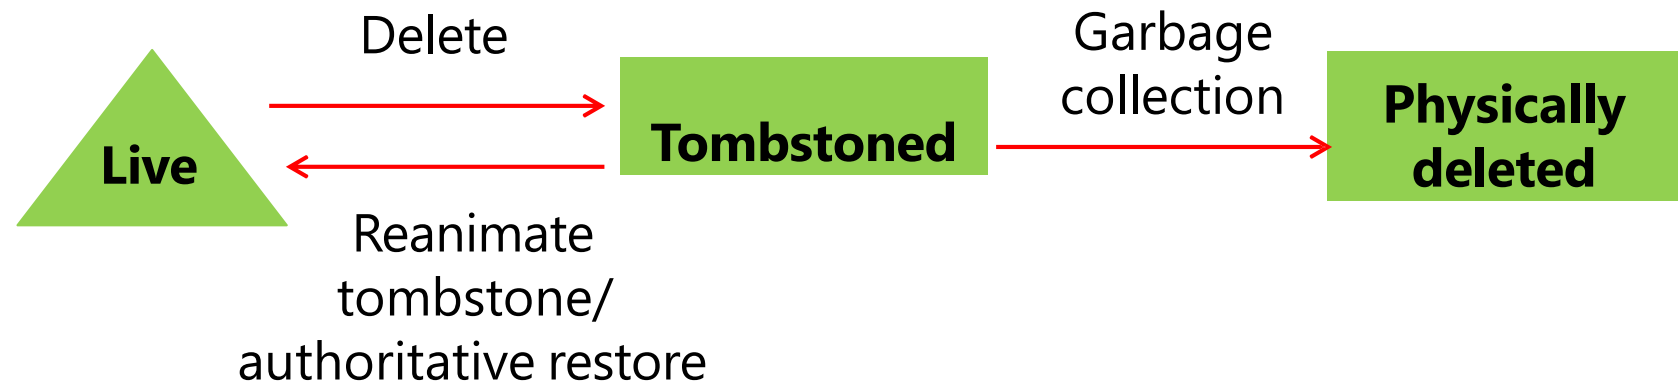 Delete
Live
Reanimate
tombstone/
authoritative restore
Tombstoned
Garbage
collection
Physically
deleted